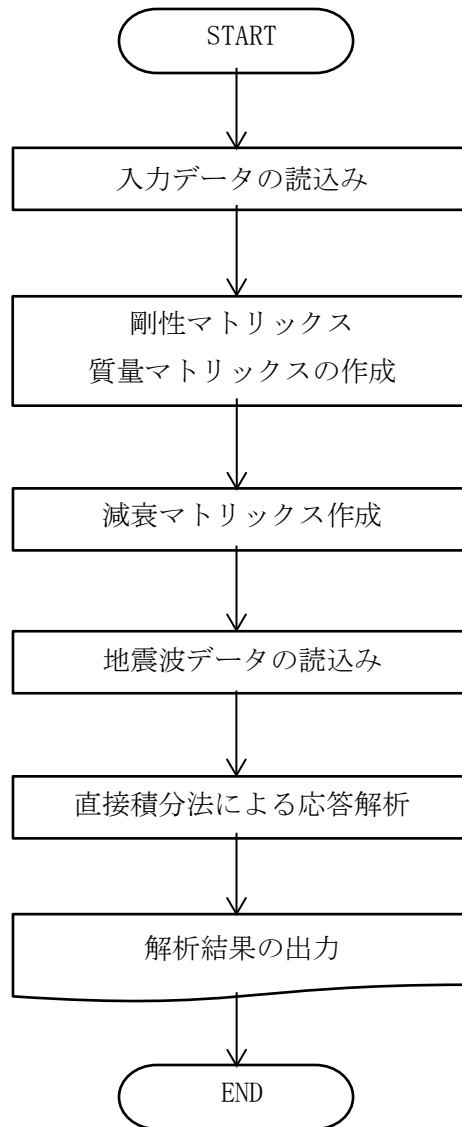 START
入力データの読込み
剛性マトリックス
質量マトリックスの作成
減衰マトリックス作成
地震波データの読込み
直接積分法による応答解析
解析結果の出力
END